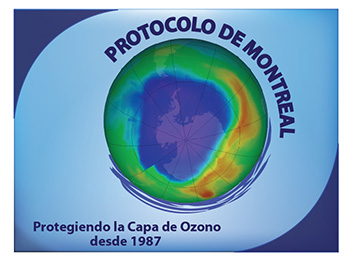 PROTOCOLO DE MONTREAL
Protegiendo la Capa de Ozono
desde 1987